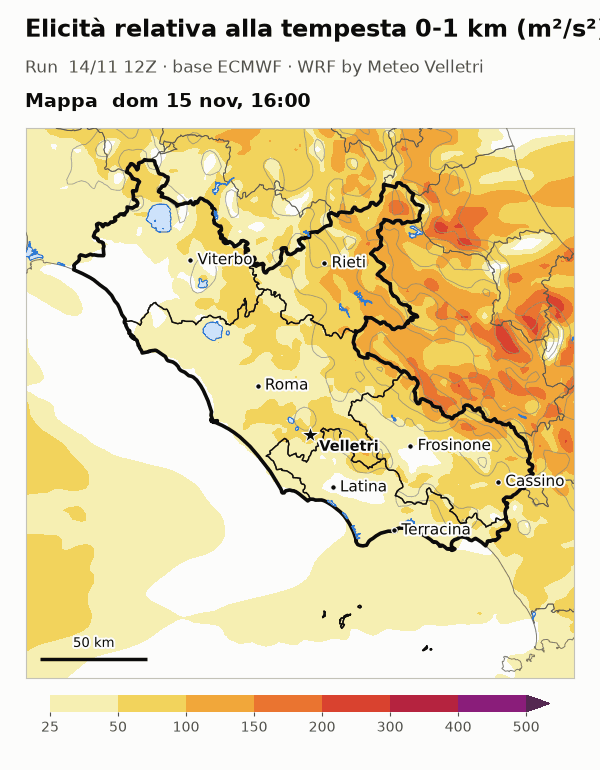 Elicità relativa alla tempesta 0-1 km (m²/s²)
Run 14/11 12Z · base ECMWF · WRF by Meteo Velletri
Mappa dom 15 nov, 16:00
Viterbo
Rieti
Roma
Velletri
Frosinone
Cassino
Latina
Terracina
50 km
25 50 100 150 200 300 400 500